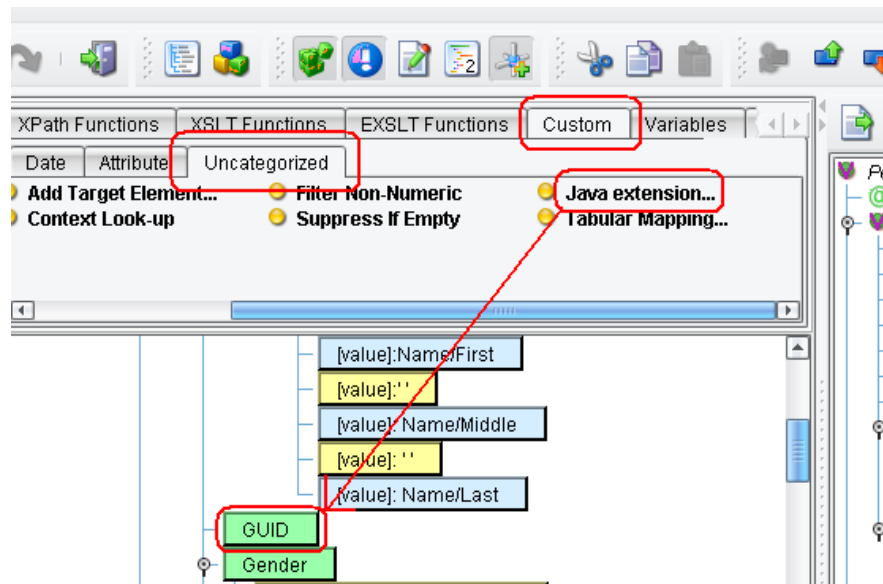 XPath Functions XSLT Functions EXSLT Functions Custom Variables
Date Attribute Uncategorized
Add Target Element... Filter Non-Numeric Java extension...
Context Look-up Suppress If Empty Tabular Mapping...
[value]:Name/First
[value]:' '
[value]: Name/Middle
[value]: ' '
[value]: Name/Last
GUID
Gender